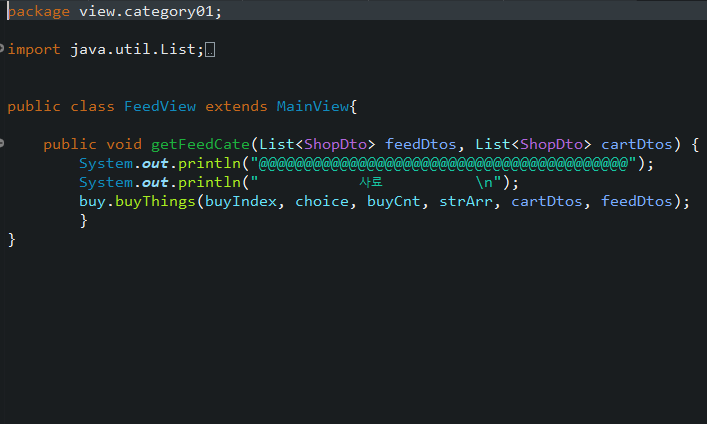 package view.category01;
import java.util.List;
public class FeedView extends MainView{
public void getFeedCate(List<ShopDto> feedDtos, List<ShopDto> cartDtos) {
System.out.println("@@@@@@@@@@@@@@@@@@@@@@@@@@@@@@@@@@@@@@@@@");
System.out.println("           사료          \n");
buy.buyThings(buyIndex, choice, buyCnt, strArr, cartDtos, feedDtos);
}
}